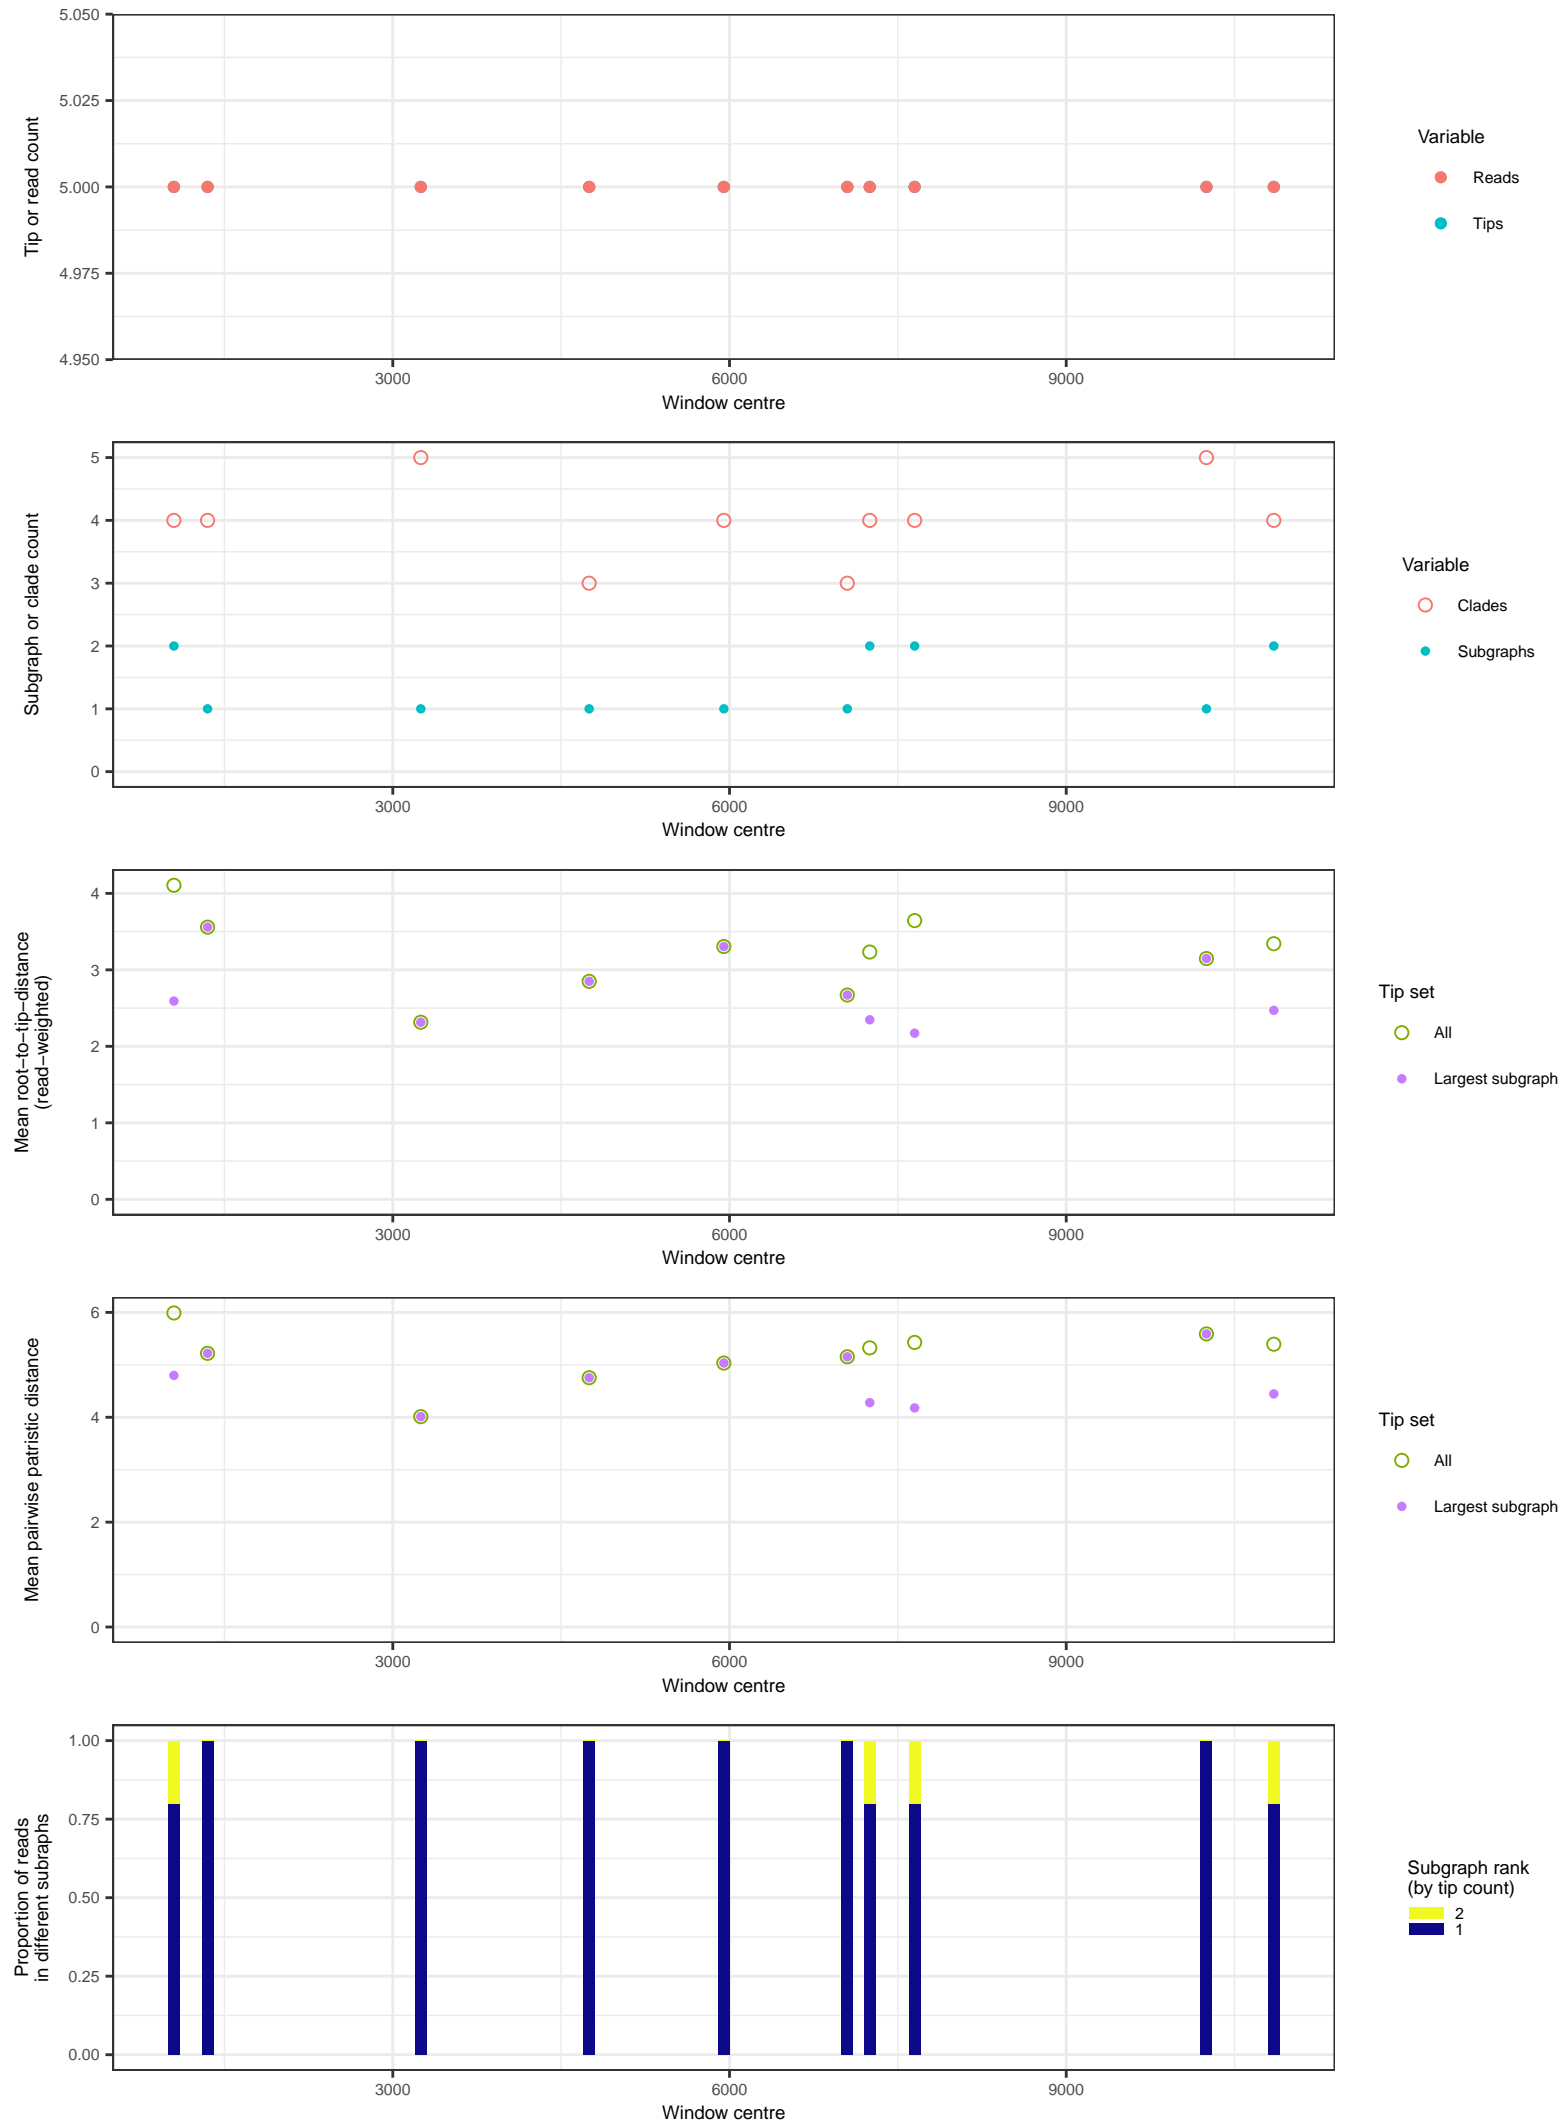 5.050
5.025
5.000
4.975
4.950
Tip or read count
3000
6000
9000
Window centre
Variable
Reads
Tips
5
4
3
2
1
0
Subgraph or clade count
3000
6000
9000
Window centre
Variable
Clades
Subgraphs
4
3
2
1
0
Mean root−to−tip−distance
(read−weighted)
3000
6000
9000
Window centre
Tip set
All
Largest subgraph
6
4
2
0
Mean pairwise patristic distance
3000
6000
9000
Window centre
Tip set
All
Largest subgraph
1.00
0.75
0.50
0.25
0.00
Proportion of reads
in different subraphs
3000
6000
9000
Window centre
Subgraph rank
(by tip count)
2
1